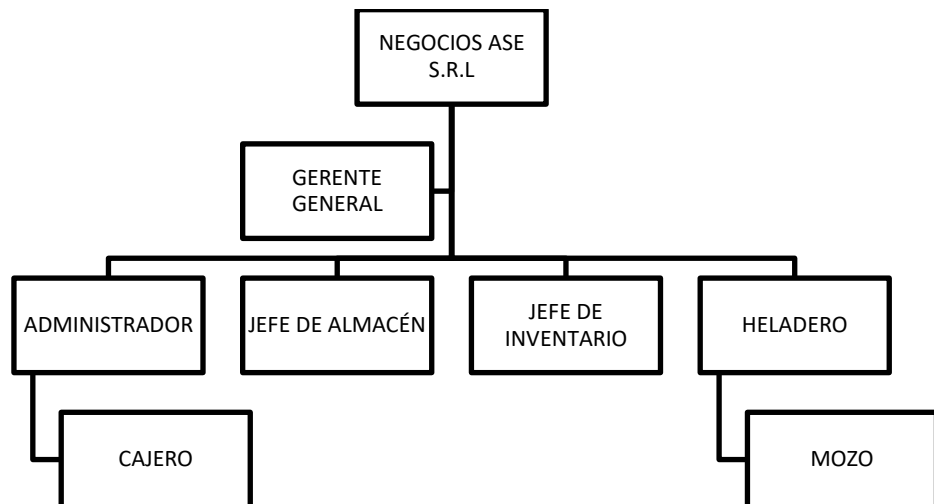 NEGOCIOS ASE
S.R.L
GERENTE
GENERAL
ADMINISTRADOR
JEFE DE ALMACÉN
JEFE DE
INVENTARIO
HELADERO
CAJERO
MOZO